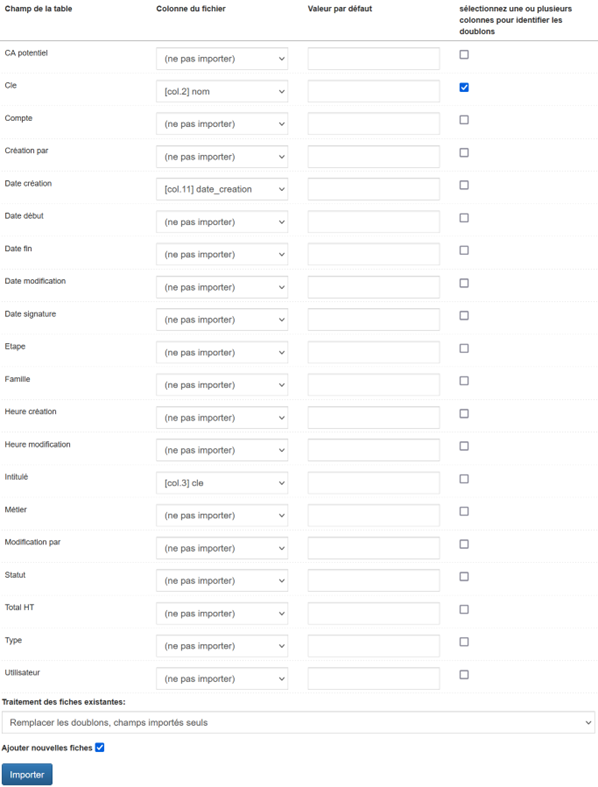 Champ de la table Colonne du fichier Valeur par défaut sélectionnez une ou plusieurs
colonnes pour identifier les
doublons
CA potentiel (ne pas importer)
Cle [col.2] nom
Compte (ne pas importer)
Création par (ne pas importer)
Date création [col.11] date_creation
Date début (ne pas importer)
Date fin (ne pas importer)
Date modification (ne pas importer)
Date signature (ne pas importer)
Etape (ne pas importer)
Famille (ne pas importer)
Heure création (ne pas importer)
Heure modification (ne pas importer)
Intitulé [col.3] cle
Métier (ne pas importer)
Modification par (ne pas importer)
Statut (ne pas importer)
Total HT (ne pas importer)
Type (ne pas importer)
Utilisateur (ne pas importer)
Traitement des fiches existantes:
Remplacer les doublons, champs importés seuls
Ajouter nouvelles fiches
Importer